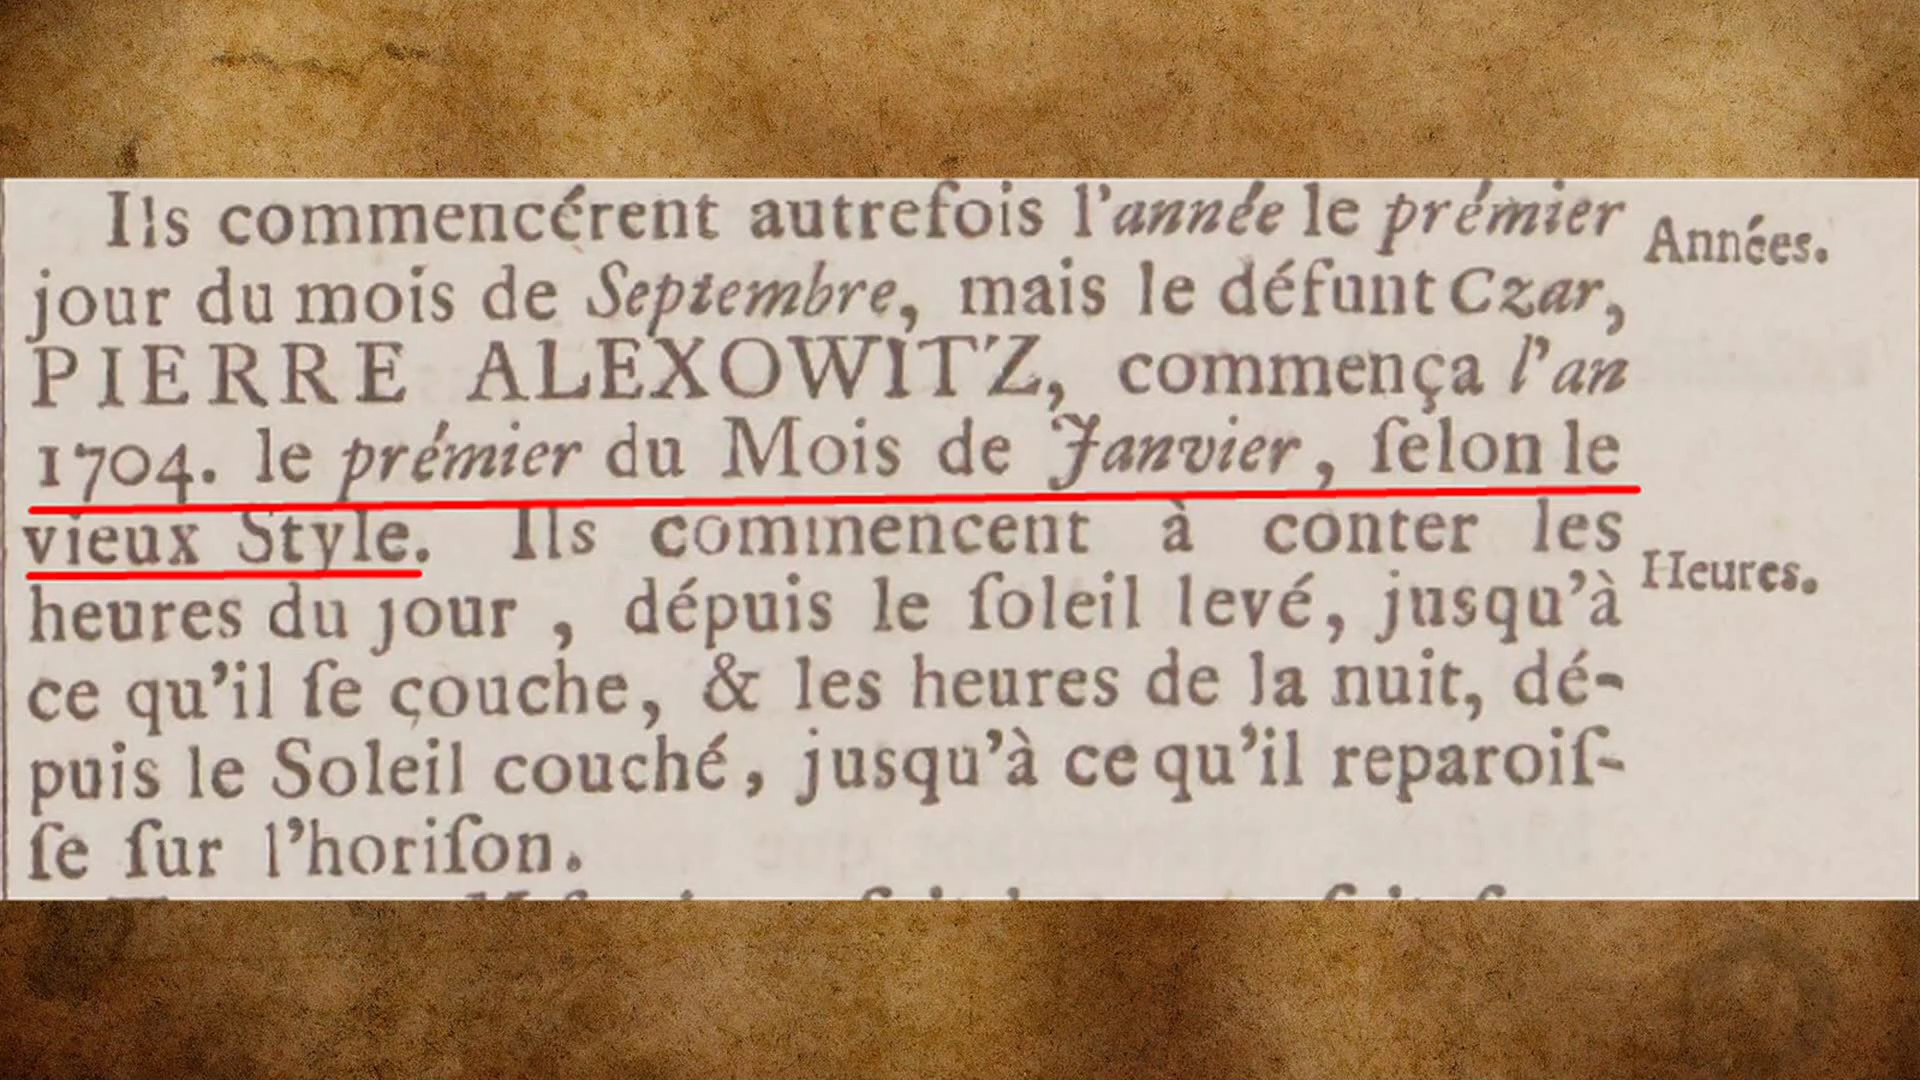 Ils commencérent autrefois l'année le prémier
Années.
jour du mois de Septembre, mais le défunt Czar,
PIERRE ALEXOWITZ, commença l'an
1704. le prémier du Mois de Janvier, ſelon le
vieux Style. Ils commencent à conter les
Heures.
heures du jour, dépuis le ſoleil levé, jusqu'à
ce qu'il ſe couche, & les heures de la nuit, dé-
puis le Soleil couché, jusqu'à ce qu'il reparoiſ-
ſe ſur l'horiſon.